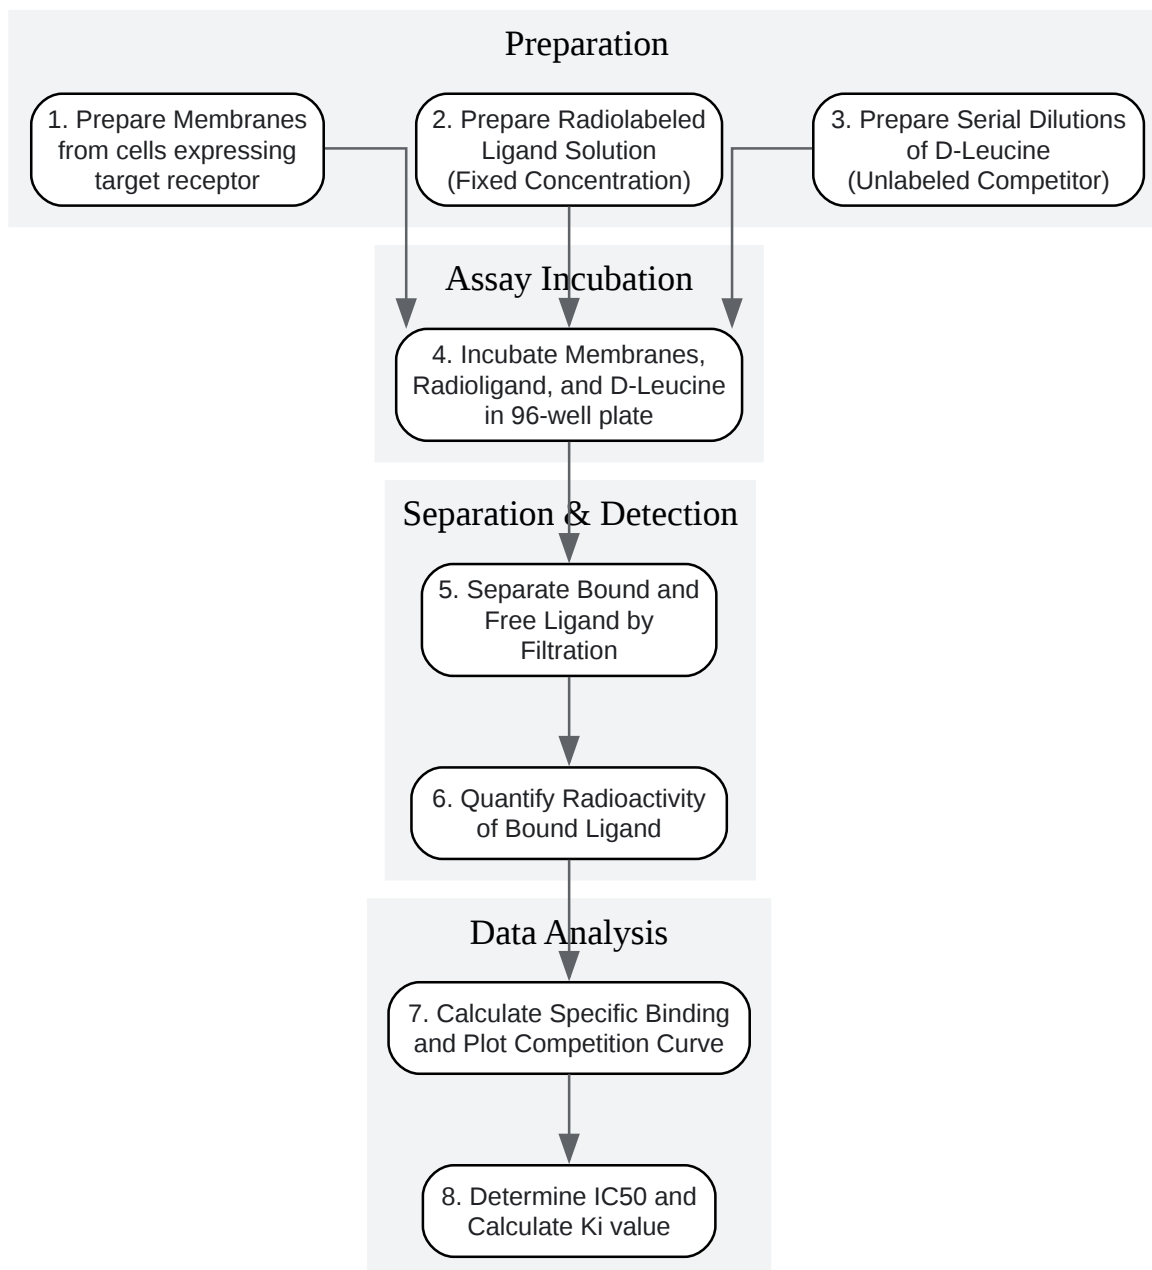 Preparation
1. Prepare Membranes
from cells expressing
target receptor
2. Prepare Radiolabeled
Ligand Solution
(Fixed Concentration)
3. Prepare Serial Dilutions
of D-Leucine
(Unlabeled Competitor)
Assay Incubation
4. Incubate Membranes,
Radioligand, and D-Leucine
in 96-well plate
Separation & Detection
5. Separate Bound and
Free Ligand by
Filtration
6. Quantify Radioactivity
of Bound Ligand
Data Analysis
7. Calculate Specific Binding
and Plot Competition Curve
8. Determine IC50 and
Calculate Ki value